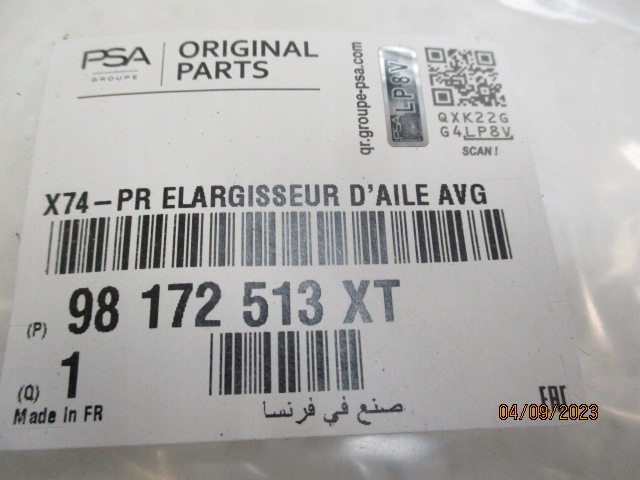 PSA
GROUPE
ORIGINAL
PARTS
qr.groupe-psa.com
PSA LP8V
QXK22G
G4LP8V
SCAN!
X74-PR ELARGISSEUR D'AILE AVG
(P) 98 172 513 XT
(Q) 1
Made in FR
صنع في فرنسا
EAC
04/09/2023